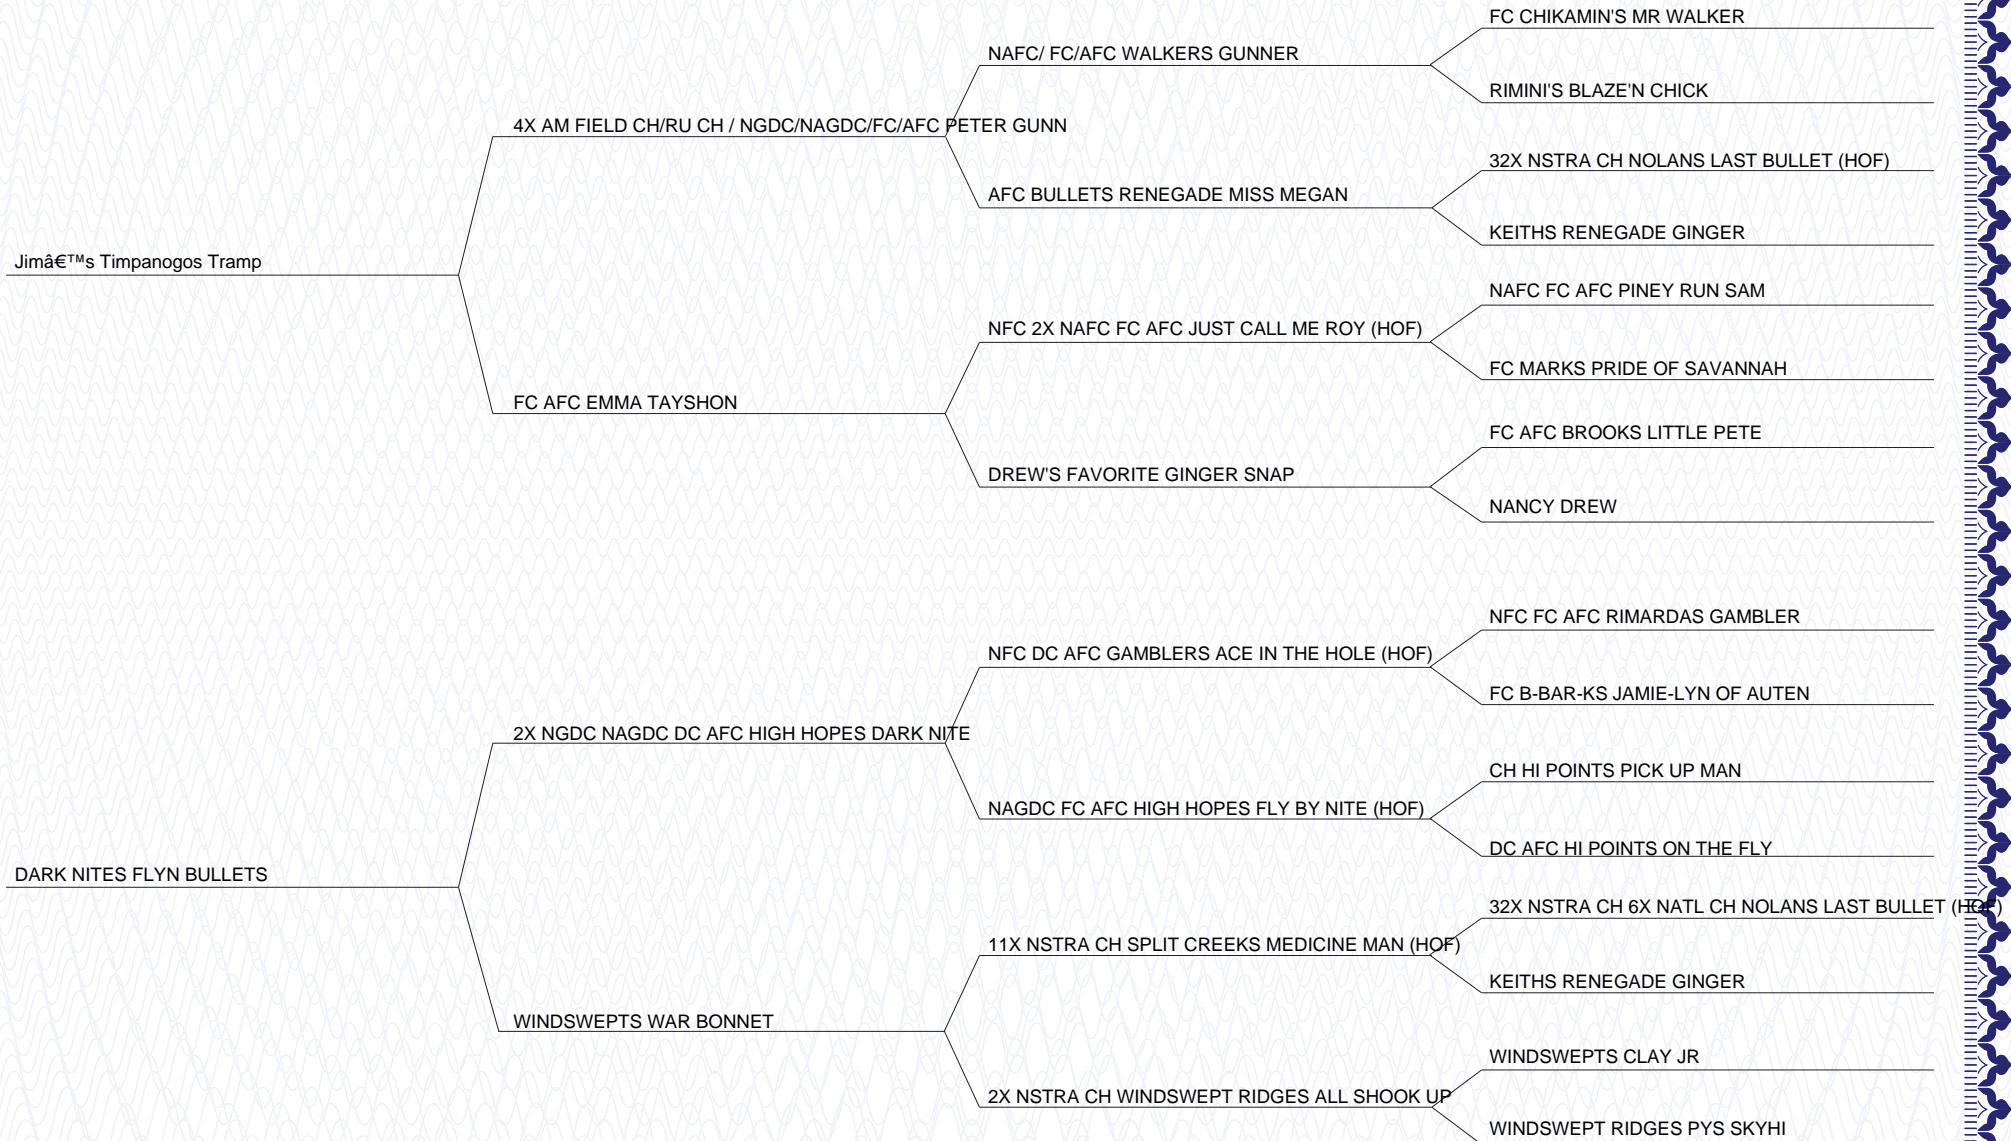 FC CHIKAMIN'S MR WALKER
NAFC/ FC/AFC WALKERS GUNNER
RIMINI'S BLAZE'N CHICK
4X AM FIELD CH/RU CH / NGDC/NAGDC/FC/AFC PETER GUNN
32X NSTRA CH NOLANS LAST BULLET (HOF)
AFC BULLETS RENEGADE MISS MEGAN
KEITHS RENEGADE GINGER
Jimâ€™s Timpanogos Tramp
NAFC FC AFC PINEY RUN SAM
NFC 2X NAFC FC AFC JUST CALL ME ROY (HOF)
FC MARKS PRIDE OF SAVANNAH
FC AFC EMMA TAYSHON
FC AFC BROOKS LITTLE PETE
DREW'S FAVORITE GINGER SNAP
NANCY DREW
NFC FC AFC RIMARDAS GAMBLER
NFC DC AFC GAMBLERS ACE IN THE HOLE (HOF)
FC B-BAR-KS JAMIE-LYN OF AUTEN
2X NGDC NAGDC DC AFC HIGH HOPES DARK NITE
CH HI POINTS PICK UP MAN
NAGDC FC AFC HIGH HOPES FLY BY NITE (HOF)
DC AFC HI POINTS ON THE FLY
DARK NITES FLYN BULLETS
32X NSTRA CH 6X NATL CH NOLANS LAST BULLET (HOF)
11X NSTRA CH SPLIT CREEKS MEDICINE MAN (HOF)
KEITHS RENEGADE GINGER
WINDSWEPTS WAR BONNET
WINDSWEPTS CLAY JR
2X NSTRA CH WINDSWEPT RIDGES ALL SHOOK UP
WINDSWEPT RIDGES PYS SKYHI